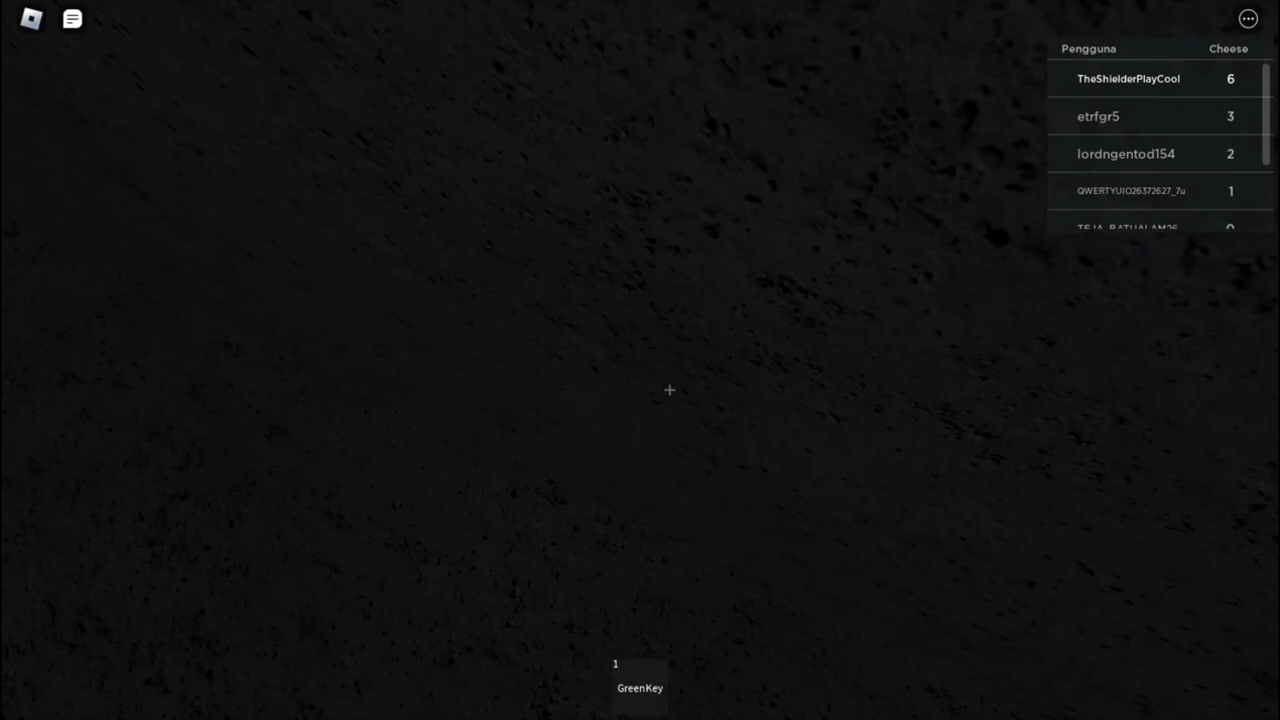 Pengguna Cheese
TheShielderPlayCool 6
etrfgr5 3
lordngentod154 2
QWERTYUIO26372627_7u 1
1
GreenKey